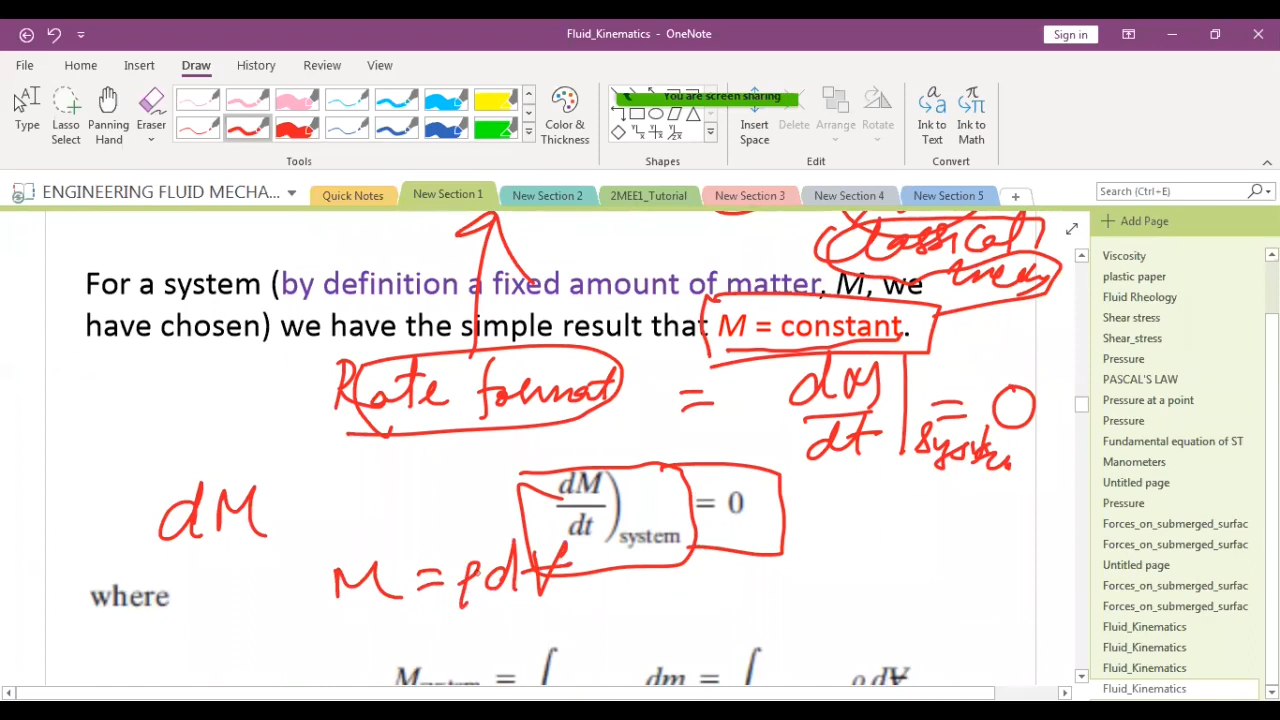 Fluid_Kinematics - OneNote
Sign in
File Home Insert Draw History Review View
You are screen sharing
Type
Lasso Select
Panning Hand
Eraser
Color & Thickness
Insert Space
Delete
Arrange
Rotate
Ink to Text
Ink to Math
Tools
Shapes
Edit
Convert
ENGINEERING FLUID MECHA...
Quick Notes
New Section 1
New Section 2
2MEE1_Tutorial
New Section 3
New Section 4
New Section 5
Search (Ctrl+E)
classical
For a system (by definition a fixed amount of matter, M, we
have chosen) we have the simple result that M = constant.
Rate format = dM/dt | system = 0
dM/dt ) system = 0
dM
M = ρdV
where
M system = ∫ dm = ∫ ρ dV
Add Page
Viscosity
plastic paper
Fluid Rheology
Shear stress
Shear_stress
Pressure
PASCAL'S LAW
Pressure at a point
Pressure
Fundamental equation of ST
Manometers
Untitled page
Pressure
Forces_on_submerged_surfac
Forces_on_submerged_surfac
Untitled page
Forces_on_submerged_surfac
Forces_on_submerged_surfac
Fluid_Kinematics
Fluid_Kinematics
Fluid_Kinematics
Fluid_Kinematics